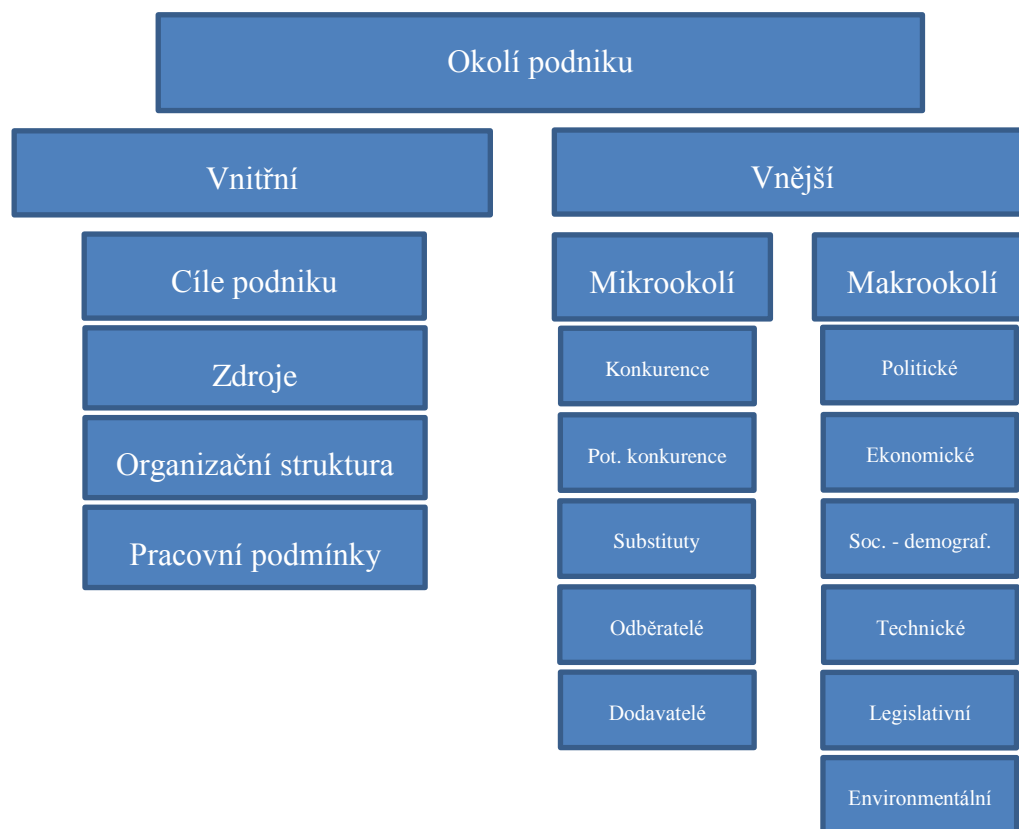 Okolí podniku
Vnitřní
Vnější
Cíle podniku
Zdroje
Organizační struktura
Pracovní podmínky
Mikrookolí
Konkurence
Pot. konkurence
Substituty
Odběratelé
Dodavatelé
Makrookolí
Politické
Ekonomické
Soc. - demograf.
Technické
Legislativní
Environmentální